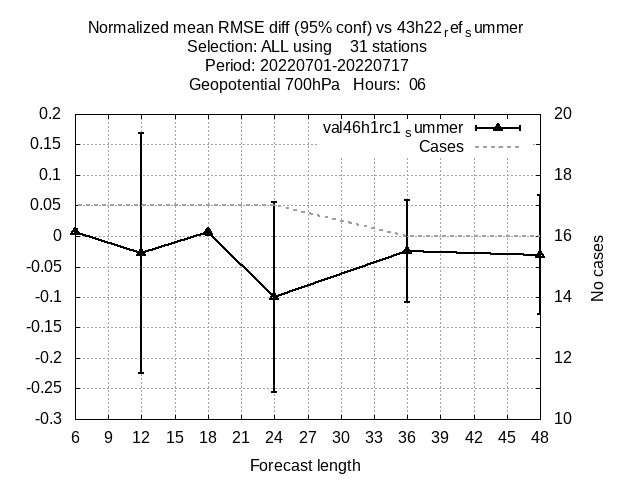 Normalized mean RMSE diff (95% conf) vs 43h22ref summer
Selection: ALL using 31 stations
Period: 20220701-20220717
Geopotential 700hPa Hours: 06
val46h1rc1summer
Cases
0.2
0.15
0.1
0.05
0
-0.05
-0.1
-0.15
-0.2
-0.25
-0.3
20
18
16
14
12
10
No cases
6 9 12 15 18 21 24 27 30 33 36 39 42 45 48
Forecast length